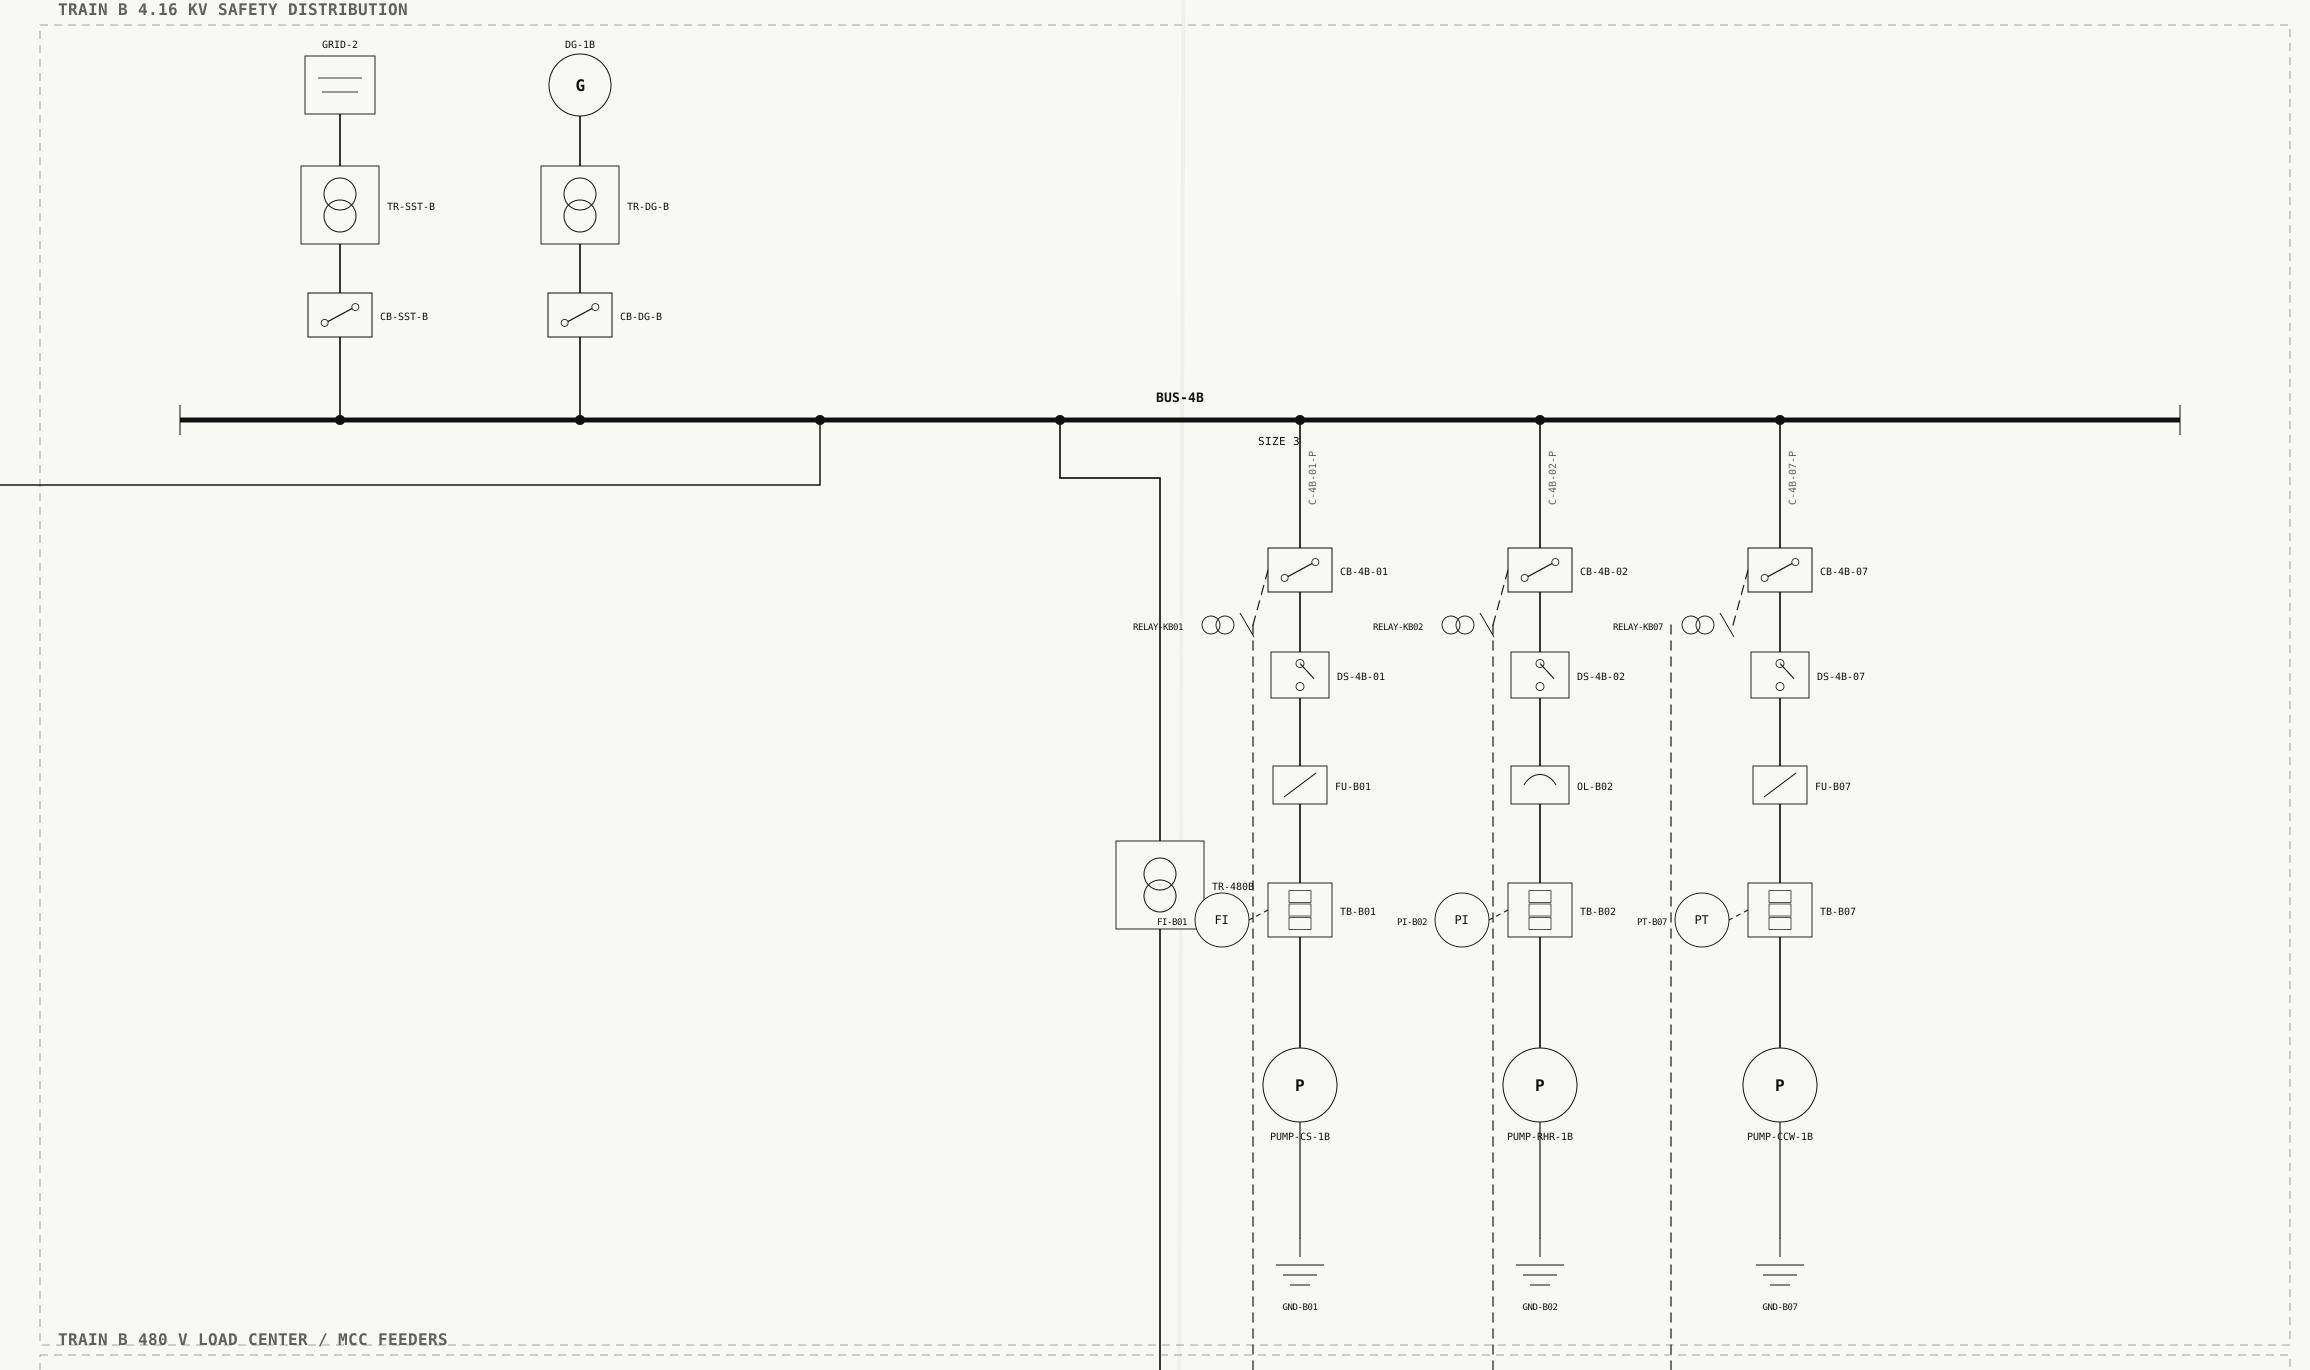 TRAIN B 4.16 KV SAFETY DISTRIBUTION
GRID-2
DG-1B
G
TR-SST-B
TR-DG-B
CB-SST-B
CB-DG-B
BUS-4B
SIZE 3
C-4B-01-P
C-4B-02-P
C-4B-07-P
CB-4B-01
CB-4B-02
CB-4B-07
RELAY-KB01
RELAY-KB02
RELAY-KB07
DS-4B-01
DS-4B-02
DS-4B-07
FU-B01
OL-B02
FU-B07
TR-480B
FI-B01
FI
TB-B01
PI-B02
PI
TB-B02
PT-B07
PT
TB-B07
P
P
P
PUMP-CS-1B
PUMP-RHR-1B
PUMP-CCW-1B
GND-B01
GND-B02
GND-B07
TRAIN B 480 V LOAD CENTER / MCC FEEDERS